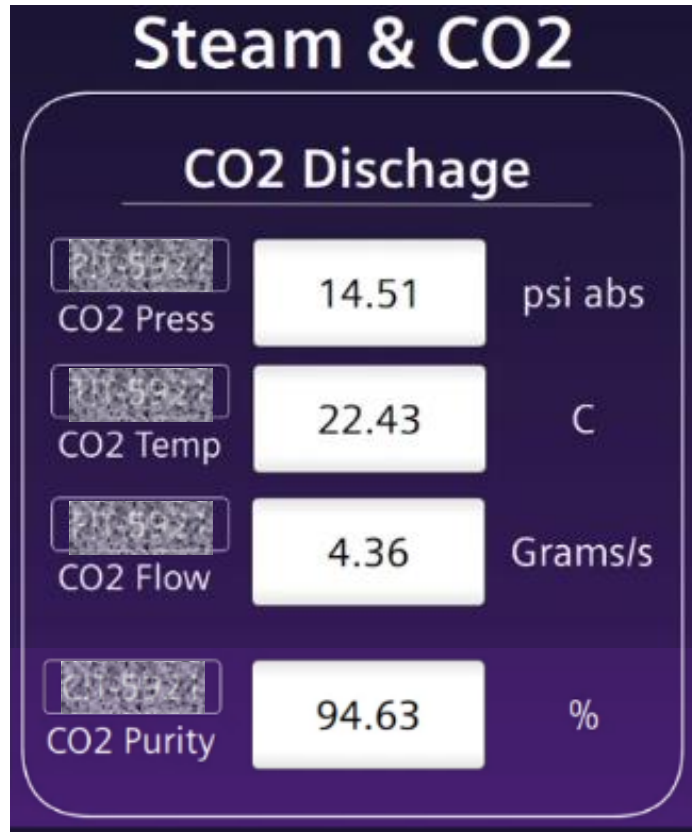 Steam & CO2
CO2 Dischage
14.51 psi abs
CO2 Press
22.43 C
CO2 Temp
4.36 Grams/s
CO2 Flow
94.63 %
CO2 Purity